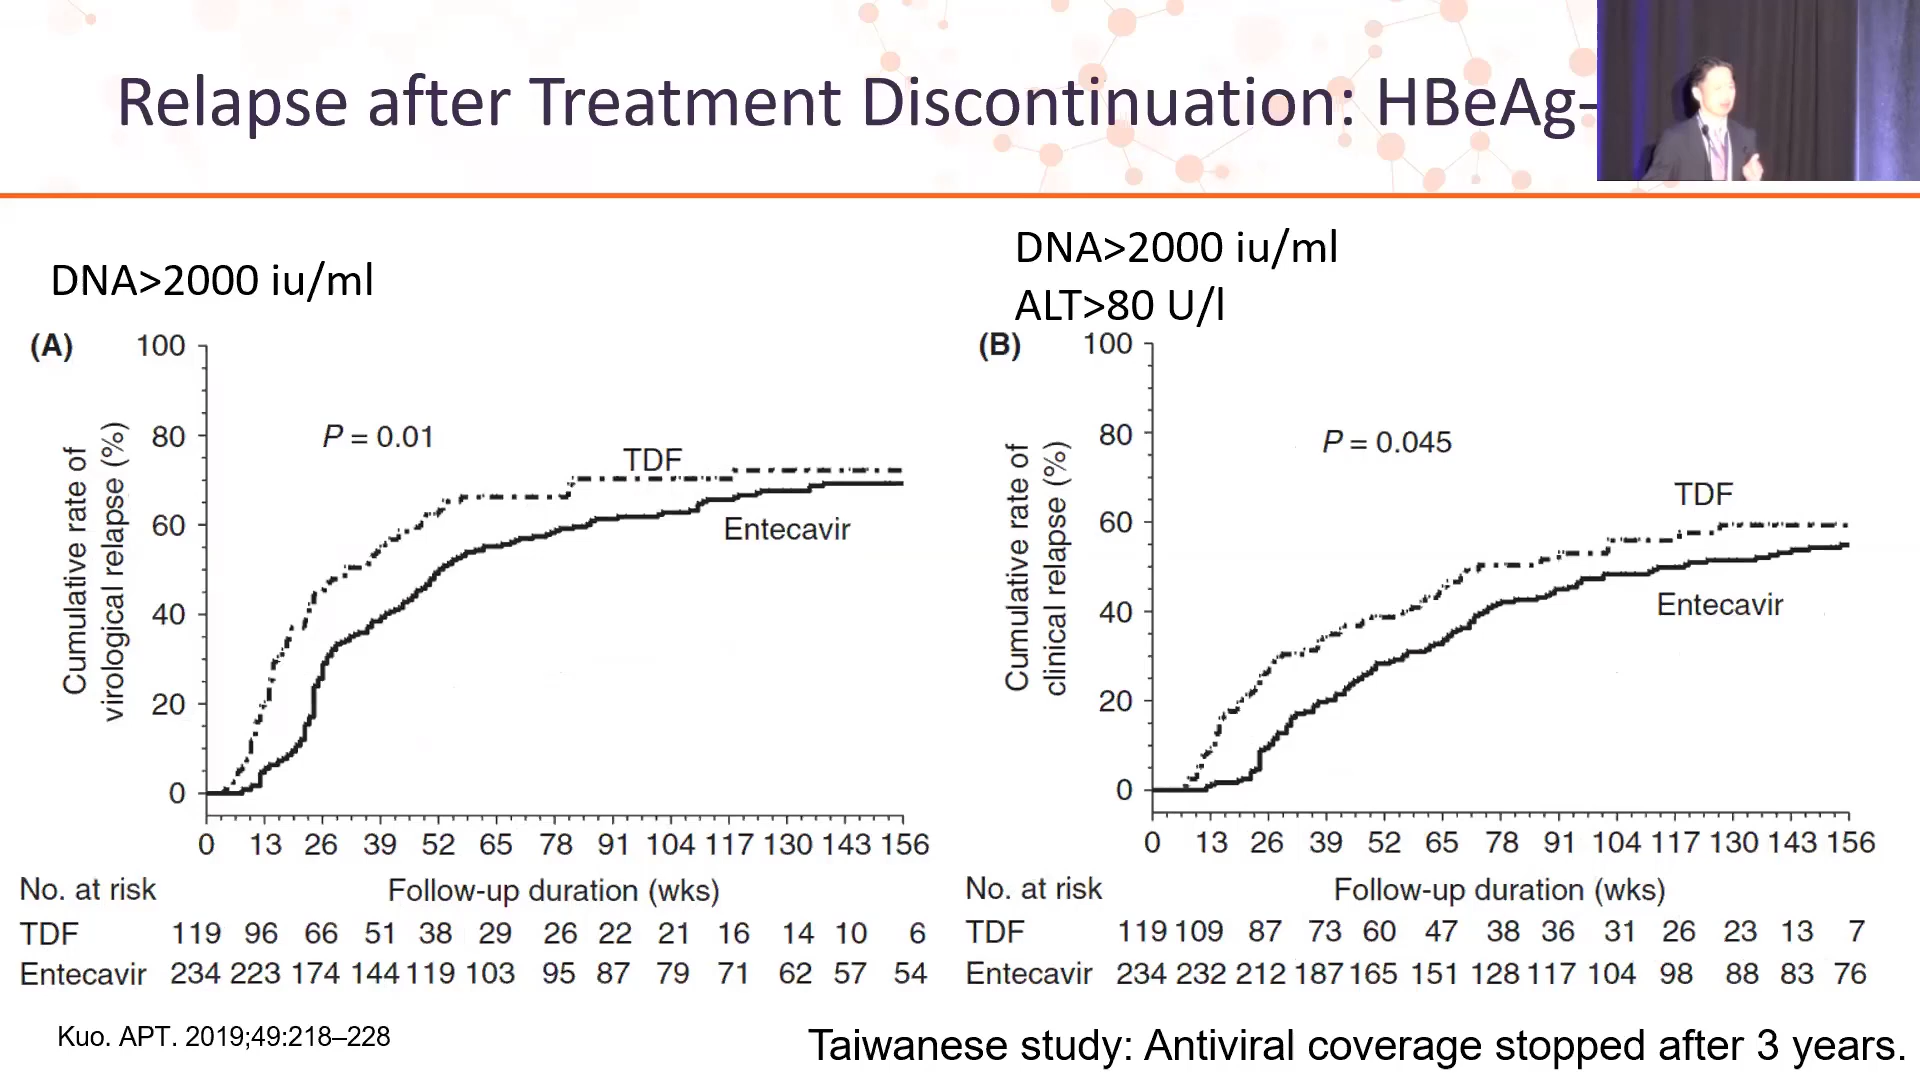 Relapse after Treatment Discontinuation: HBeAg-
DNA>2000 iu/ml
(A)
Cumulative rate of
virological relapse (%)
100
80
60
40
20
0
P = 0.01
TDF
Entecavir
0 13 26 39 52 65 78 91 104 117 130 143 156
No. at risk
Follow-up duration (wks)
TDF 119 96 66 51 38 29 26 22 21 16 14 10 6
Entecavir 234 223 174 144 119 103 95 87 79 71 62 57 54
DNA>2000 iu/ml
ALT>80 U/l
(B)
Cumulative rate of
clinical relapse (%)
100
80
60
40
20
0
P = 0.045
TDF
Entecavir
0 13 26 39 52 65 78 91 104 117 130 143 156
No. at risk
Follow-up duration (wks)
TDF 119 109 87 73 60 47 38 36 31 26 23 13 7
Entecavir 234 232 212 187 165 151 128 117 104 98 88 83 76
Kuo. APT. 2019;49:218–228
Taiwanese study: Antiviral coverage stopped after 3 years.